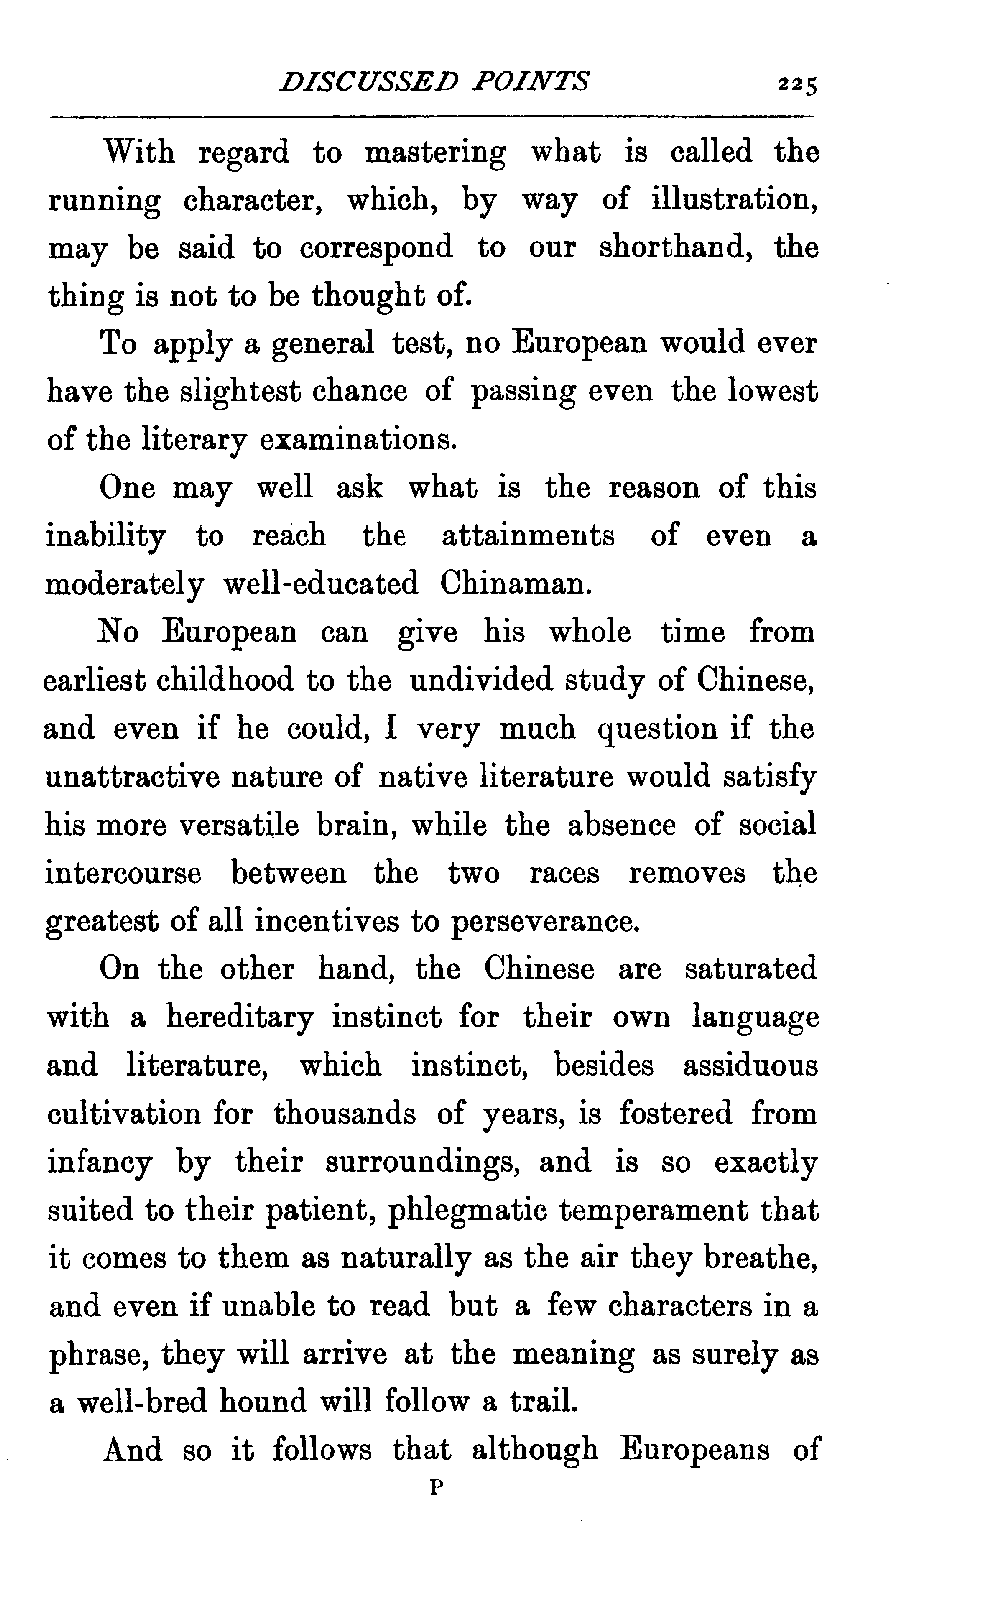 DISCUSSED POINTS 225
With regard to mastering what is called the
running character, which, by way of illustration,
may be said to correspond to our shorthand, the
thing is not to be thought of.
To apply a general test, no European would ever
have the slightest chance of passing even the lowest
of the literary examinations.
One may well ask what is the reason of this
inability to reach the attainments of even a
moderately well-educated Chinaman.
No European can give his whole time from
earliest childhood to the undivided study of Chinese,
and even if he could, I very much question if the
unattractive nature of native literature would satisfy
his more versatile brain, while the absence of social
intercourse between the two races removes the
greatest of all incentives to perseverance.
On the other hand, the Chinese are saturated
with a hereditary instinct for their own language
and literature, which instinct, besides assiduous
cultivation for thousands of years, is fostered from
infancy by their surroundings, and is so exactly
suited to their patient, phlegmatic temperament that
it comes to them as naturally as the air they breathe,
and even if unable to read but a few characters in a
phrase, they will arrive at the meaning as surely as
a well-bred hound will follow a trail.
And so it follows that although Europeans of
P